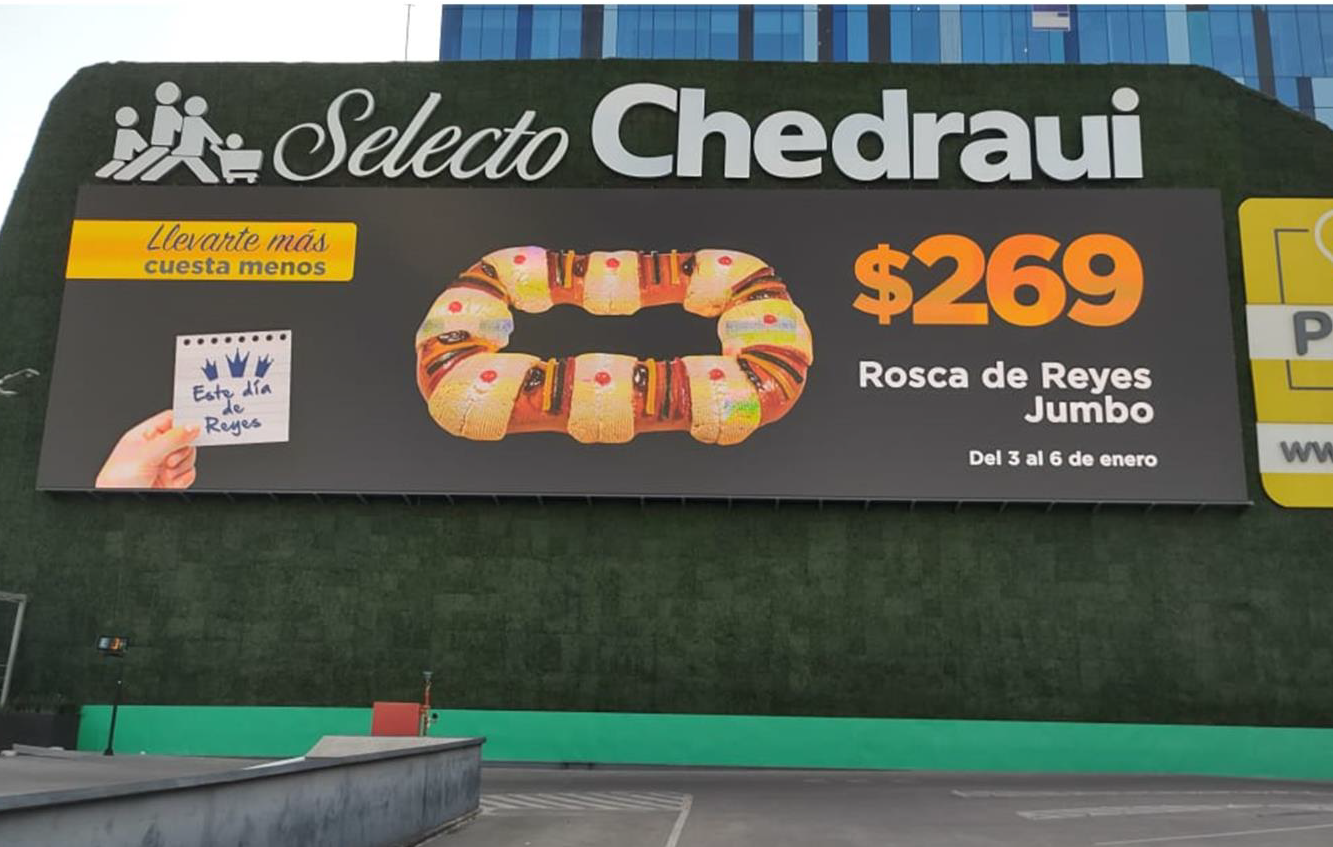 Selecto Chedraui
Llevarte más
cuesta menos
Este día
de
Reyes
$269
Rosca de Reyes
Jumbo
Del 3 al 6 de enero
P
ww